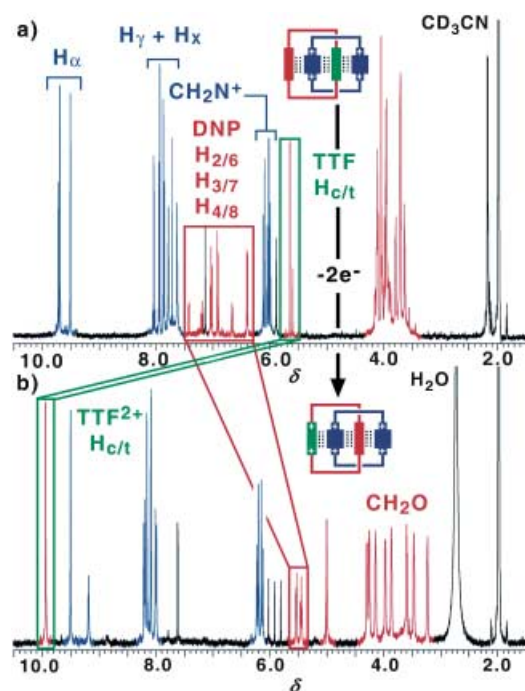 a)
Hα
Hγ + Hx
CH2N+
DNP
H2/6
H3/7
H4/8
TTF
Hc/t
-2e-
CD3CN
10.0 8.0 6.0 4.0 2.0
δ
b)
TTF2+
Hc/t
CH2O
H2O
10.0 8.0 6.0 4.0 2.0
δ